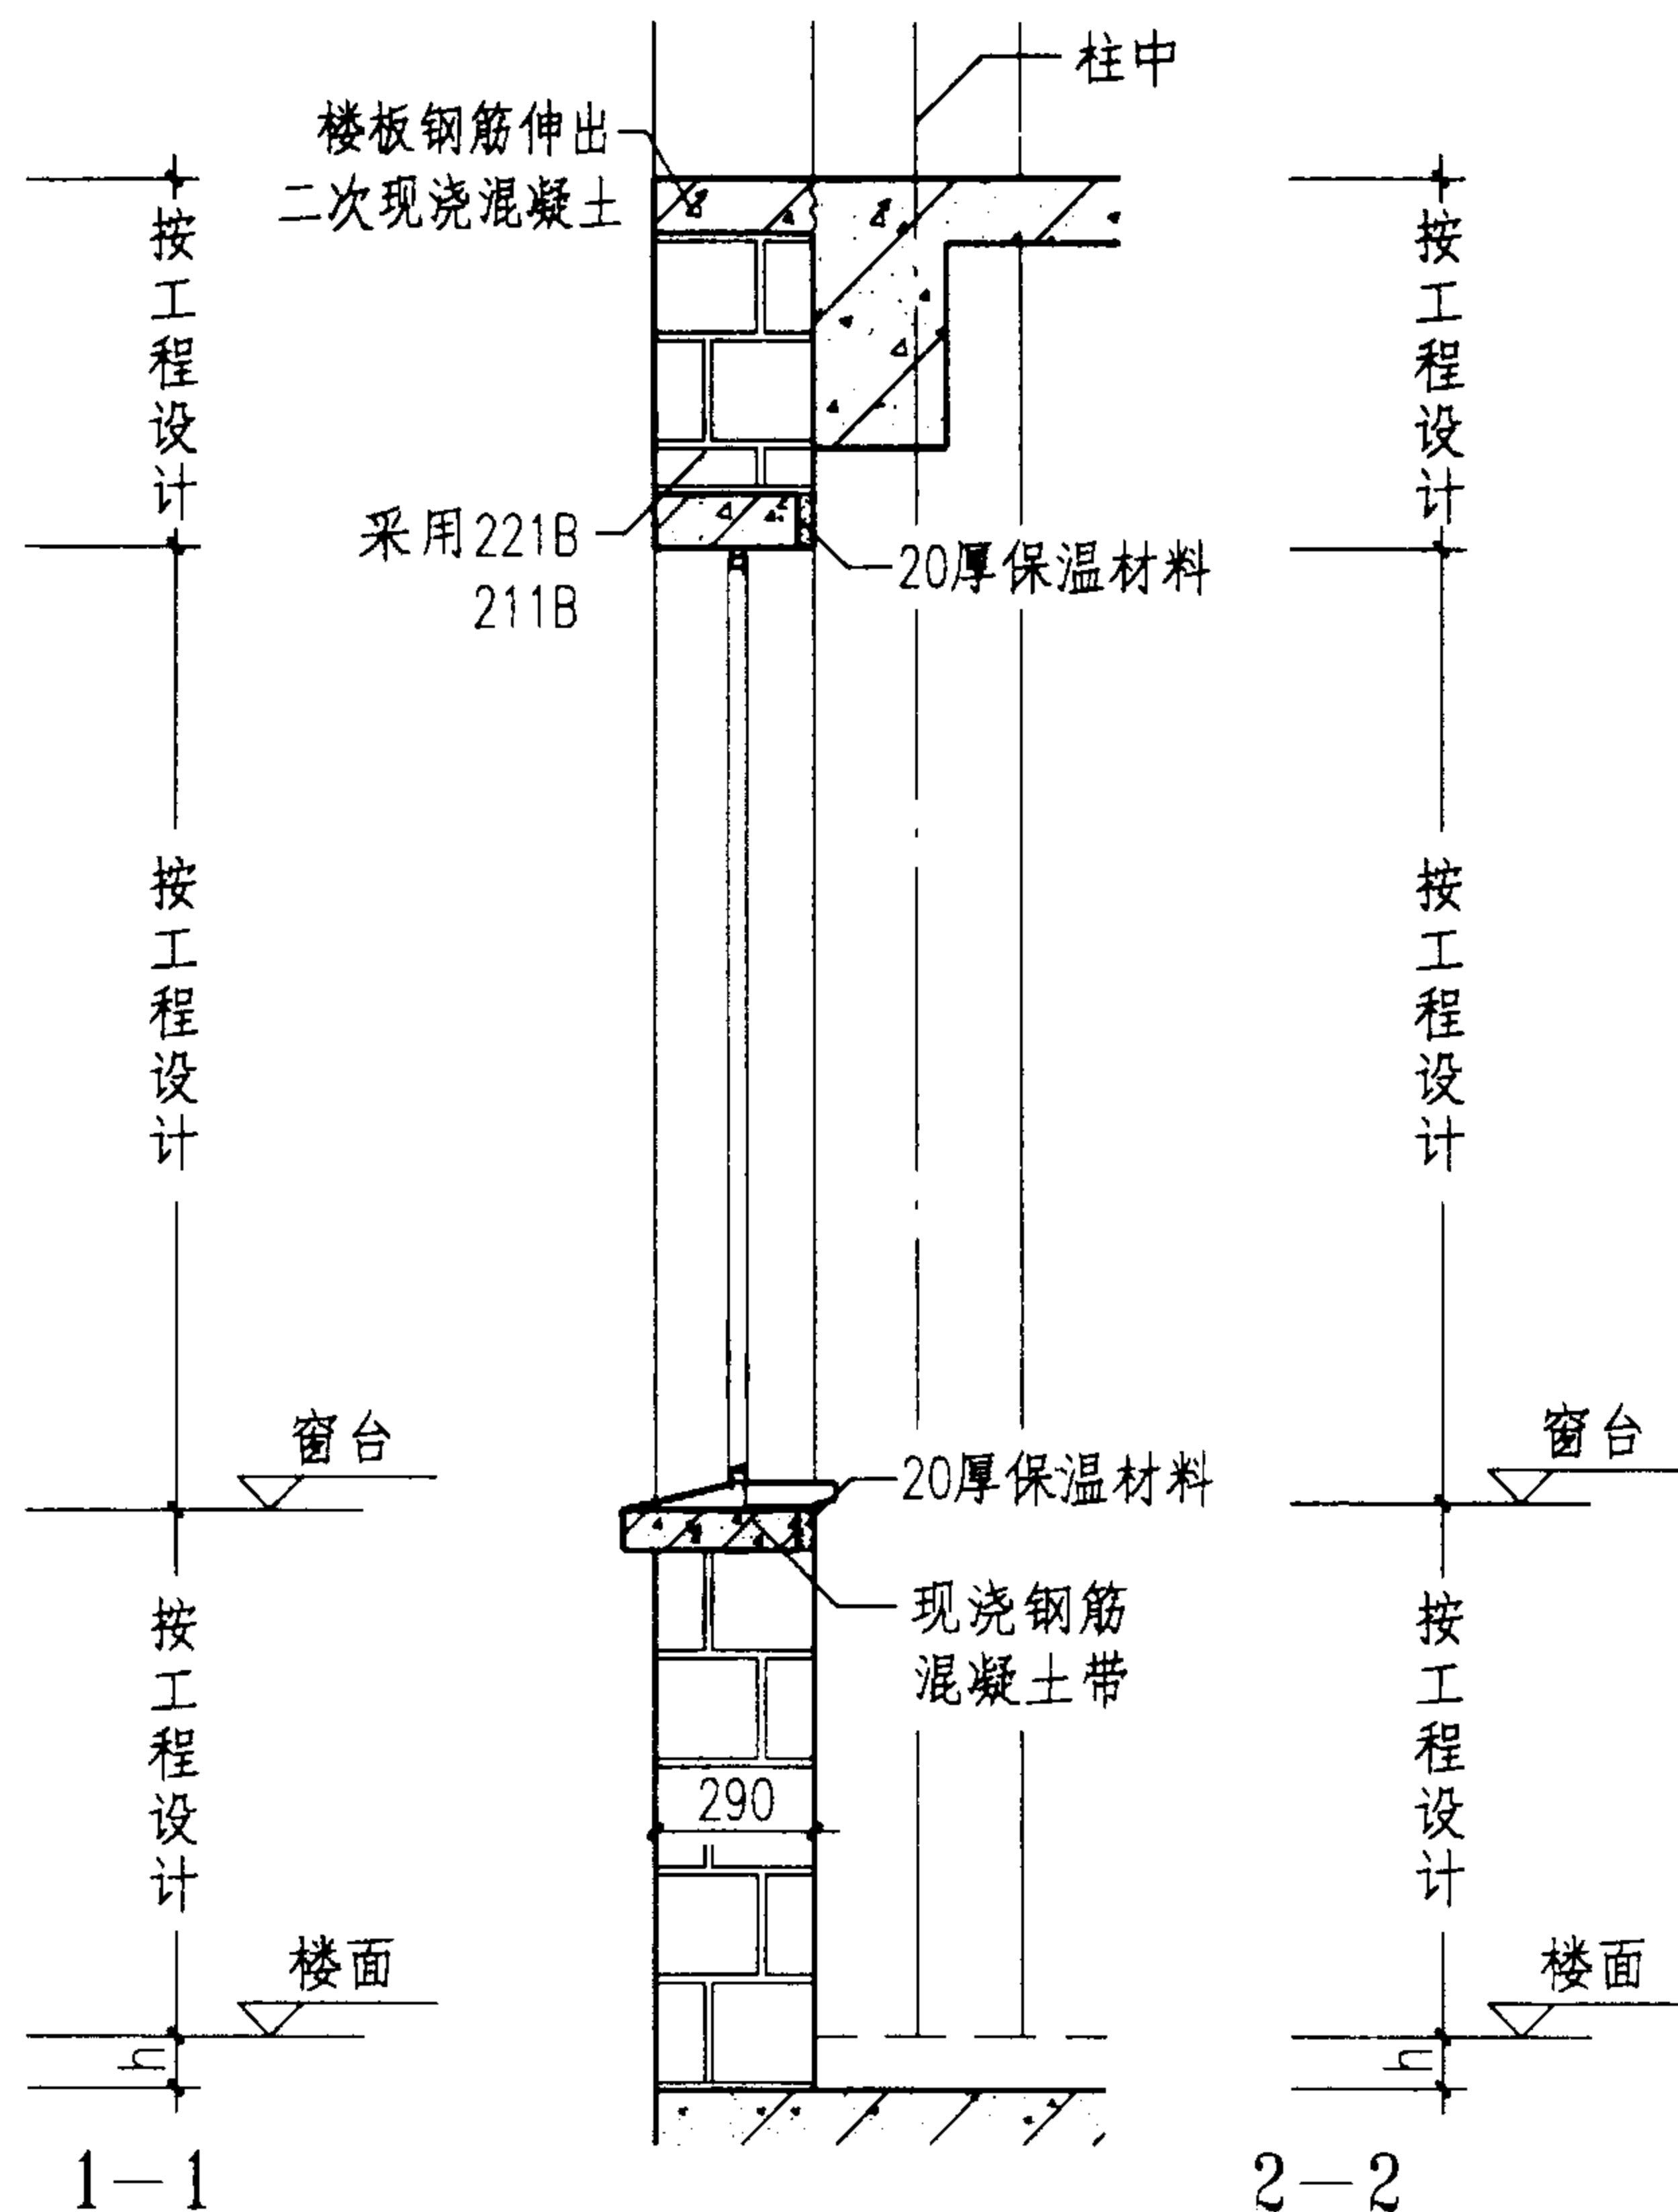 柱中
楼板钢筋伸出
二次现浇混凝土
按工程设计
按工程设计
采用221B
211B
20厚保温材料
按工程设计
按工程设计
窗台
窗台
20厚保温材料
现浇钢筋
混凝土带
按工程设计
按工程设计
290
楼面
楼面
h
h
1-1
2-2